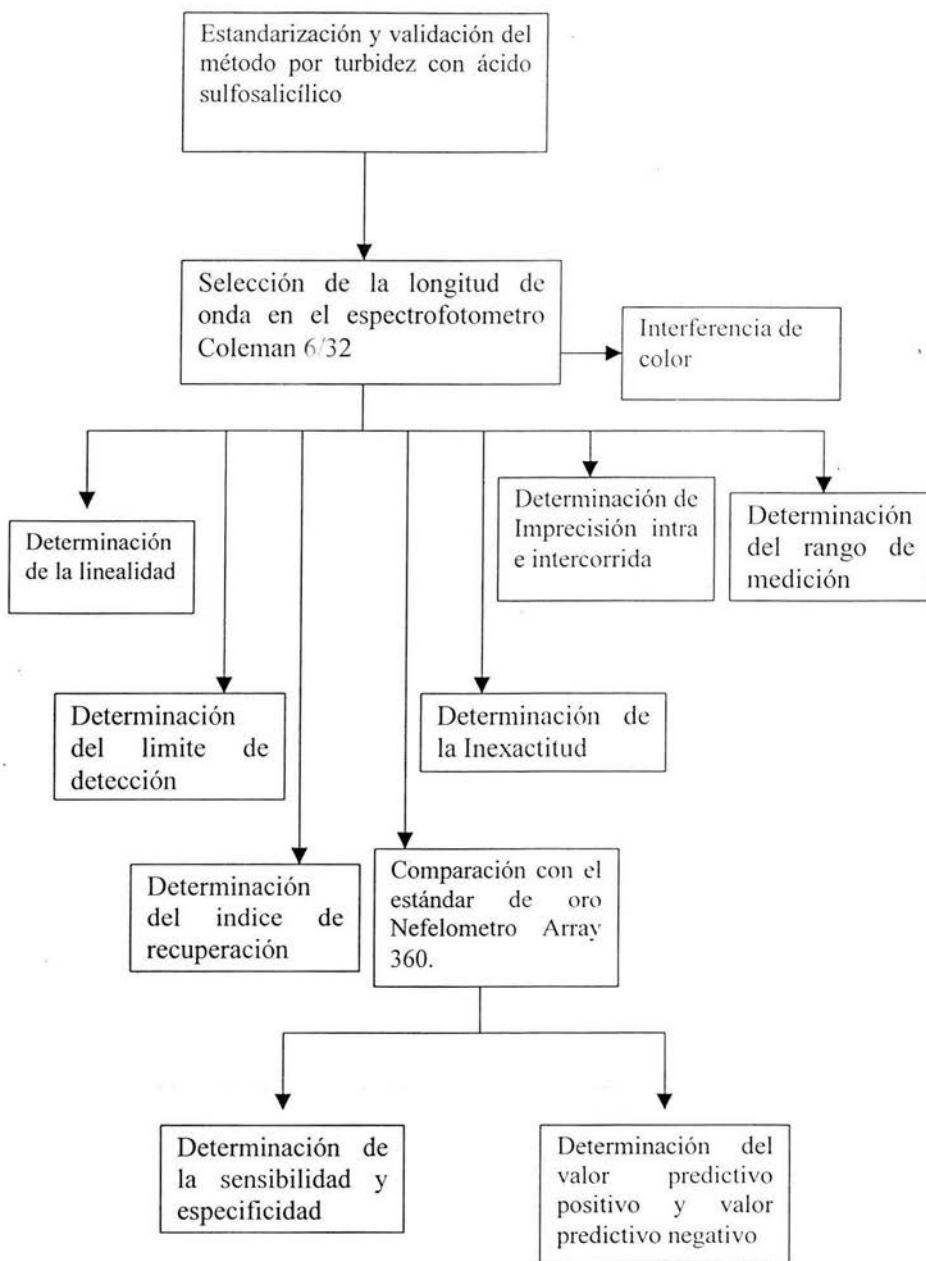 Estandarización y validación del
método por turbidez con ácido
sulfosalicílico
Selección de la longitud de
onda en el espectrofotometro
Coleman 6/32
Interferencia de
color
Determinación
de la linealidad
Determinación de
Imprecisión intra
e intercorrida
Determinación
del rango de
medición
Determinación
del limite de
detección
Determinación de
la Inexactitud
Determinación
del indice de
recuperación
Comparación con el
estándar de oro
Nefelometro Array
360.
Determinación de
la sensibilidad y
especificidad
Determinación del
valor predictivo
positivo y valor
predictivo negativo